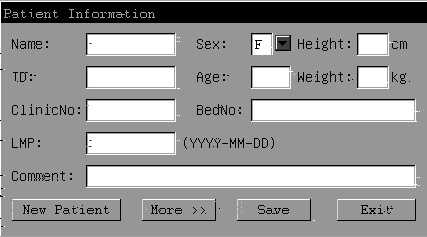 Patient Information
Name: Sex: F Height: cm
ID: Age: Weight: kg.
ClinicNo: BedNo:
LMP: (YYYY-MM-DD)
Comment:
New Patient More >> Save Exit